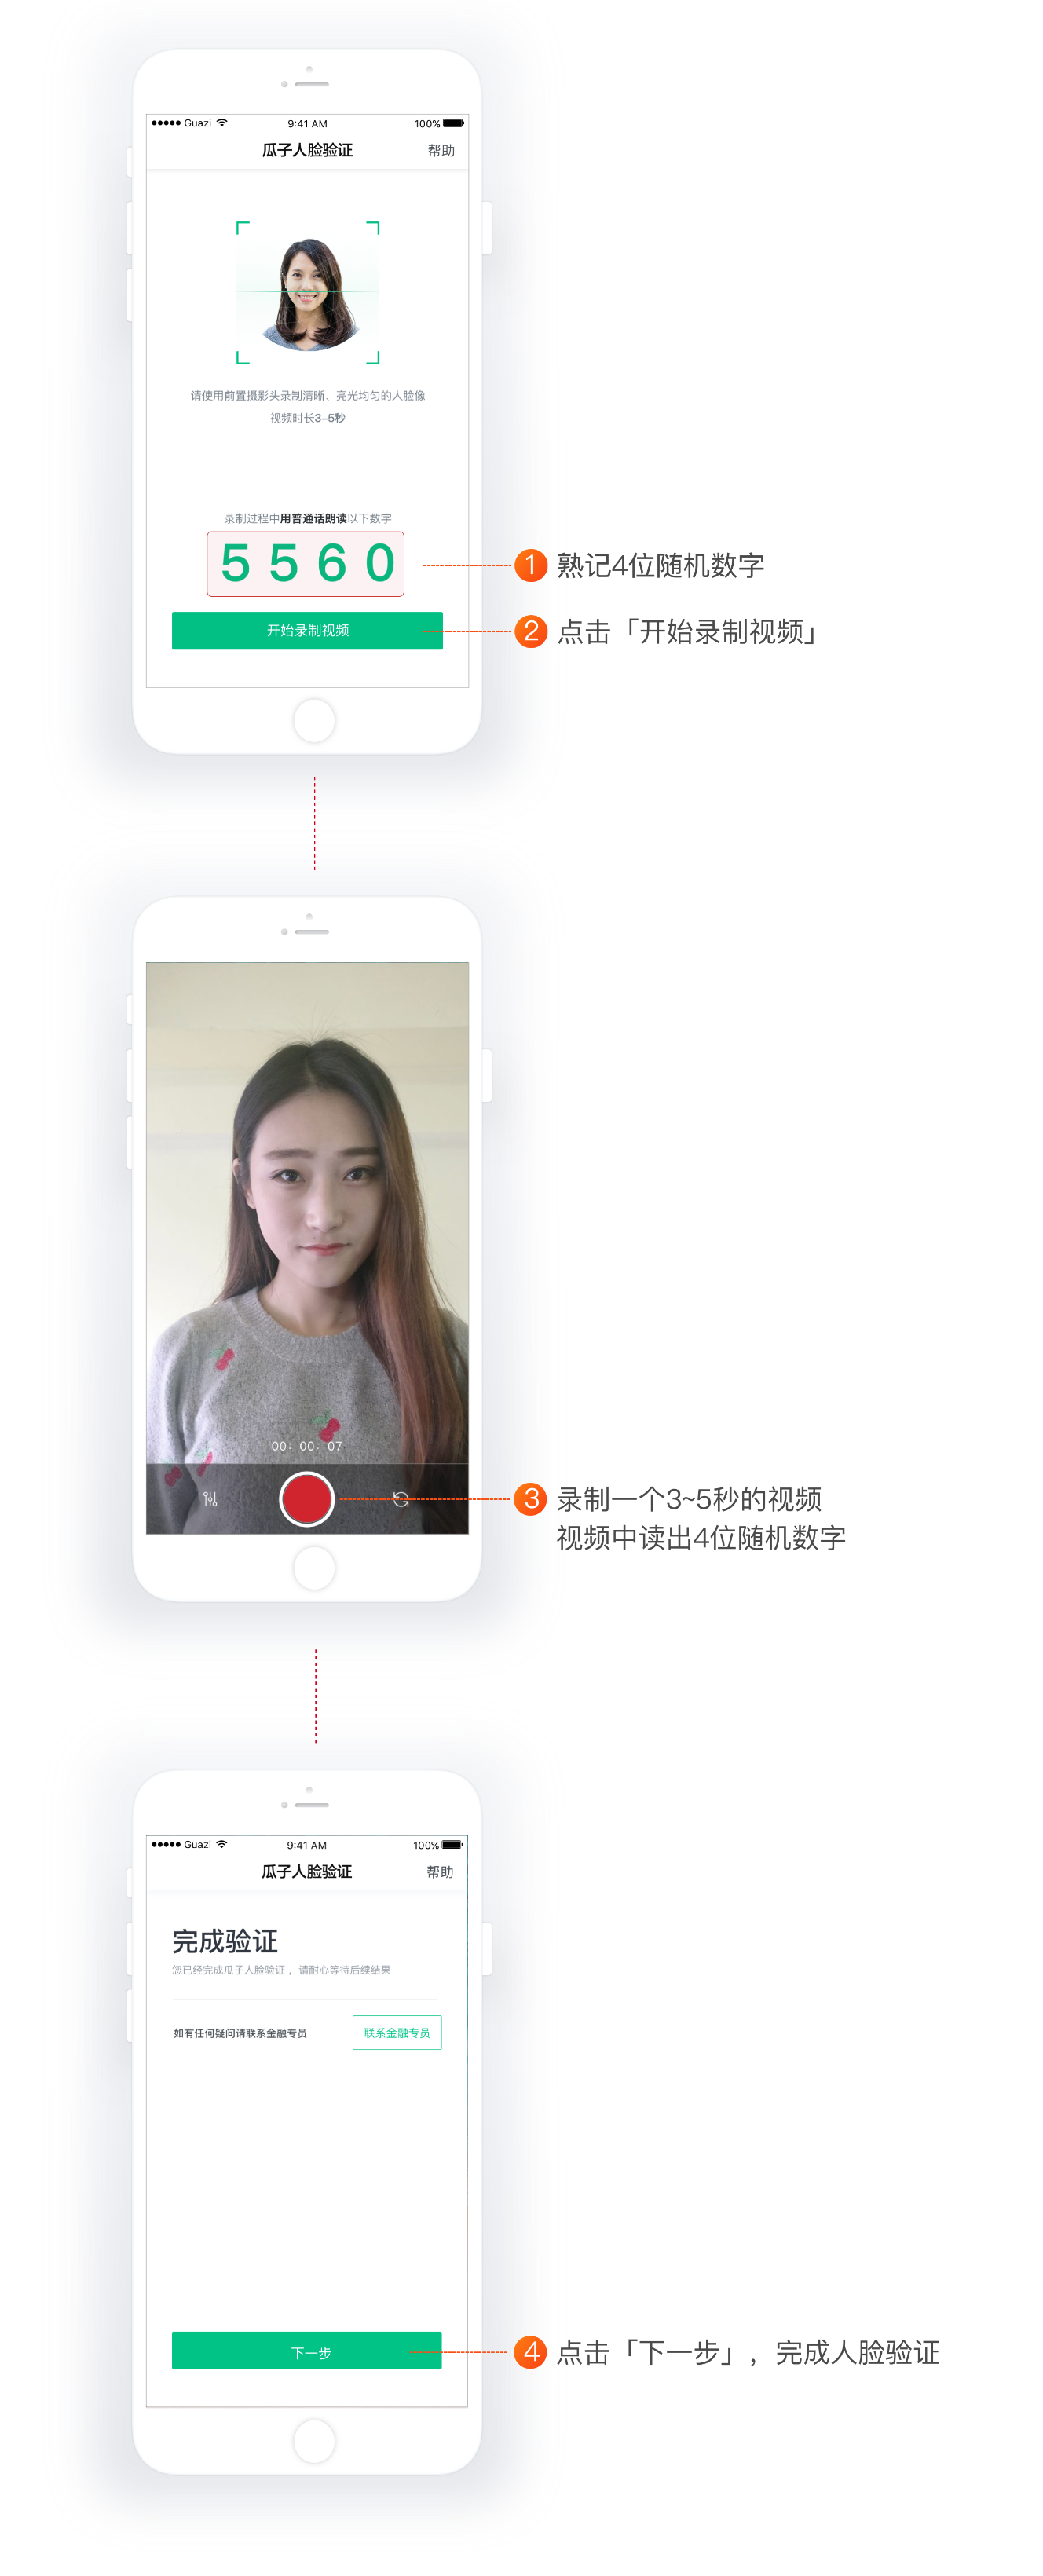 Guazi 9:41 AM 100%
瓜子人脸验证 帮助
请使用前置摄影头录制清晰、亮光均匀的人脸像
视频时长3-5秒
录制过程中用普通话朗读以下数字
5 5 6 0
1 熟记4位随机数字
开始录制视频
2 点击「开始录制视频」
00: 00: 07
3 录制一个3~5秒的视频
视频中读出4位随机数字
Guazi 9:41 AM 100%
瓜子人脸验证 帮助
完成验证
您已经完成瓜子人脸验证，请耐心等待后续结果
如有任何疑问请联系金融专员 联系金融专员
下一步
4 点击「下一步」，完成人脸验证